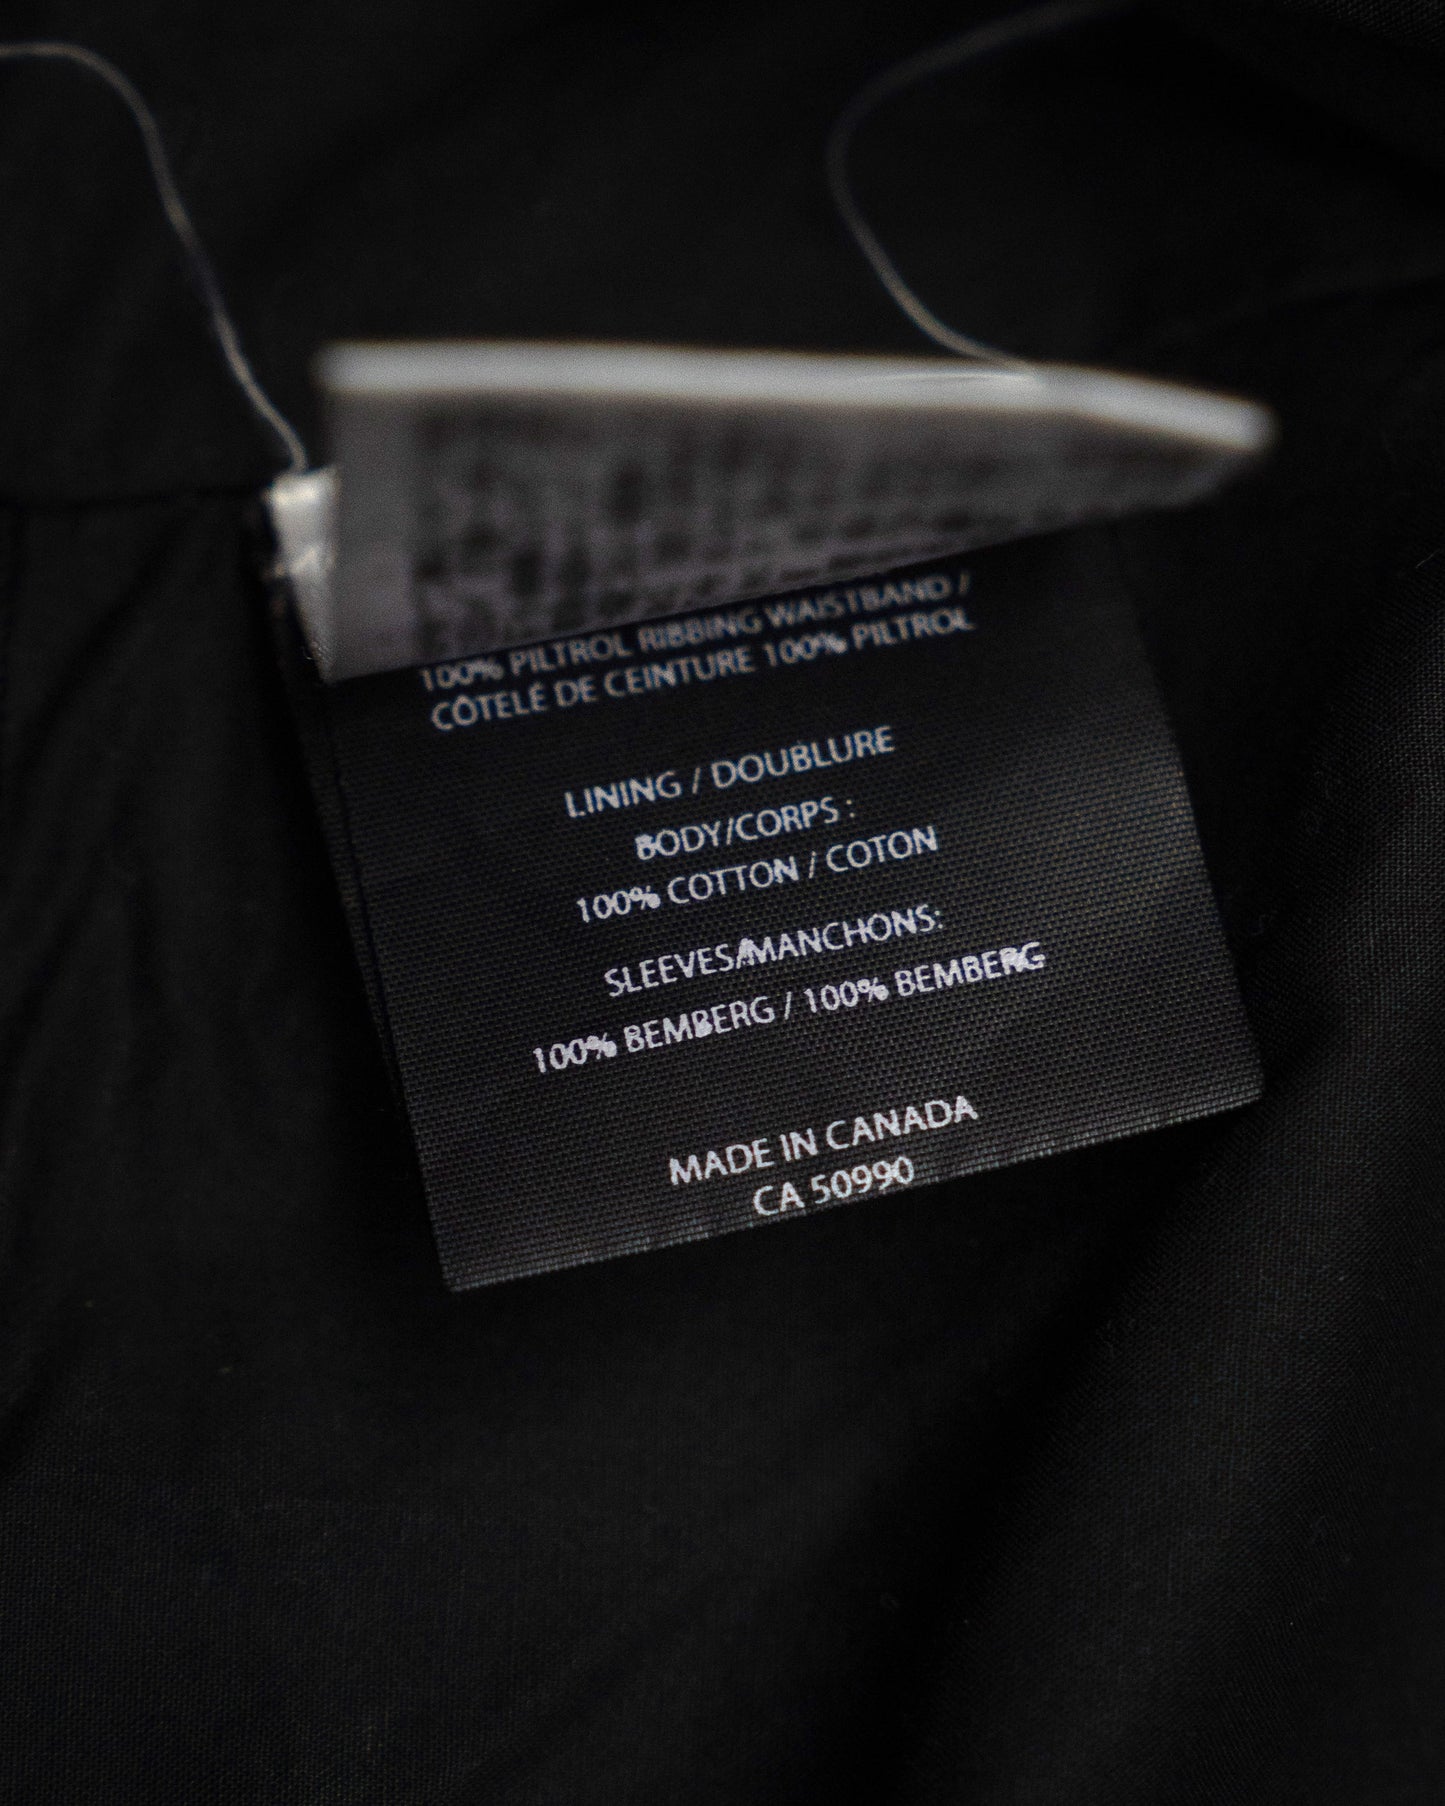 100% PILTROL RIBBING WAISTBAND /
CÔTELÉ DE CEINTURE 100% PILTROL
LINING / DOUBLURE
BODY/CORPS :
100% COTTON / COTON
SLEEVES/MANCHONS:
100% BEMBERG / 100% BEMBERG
MADE IN CANADA
CA 50990